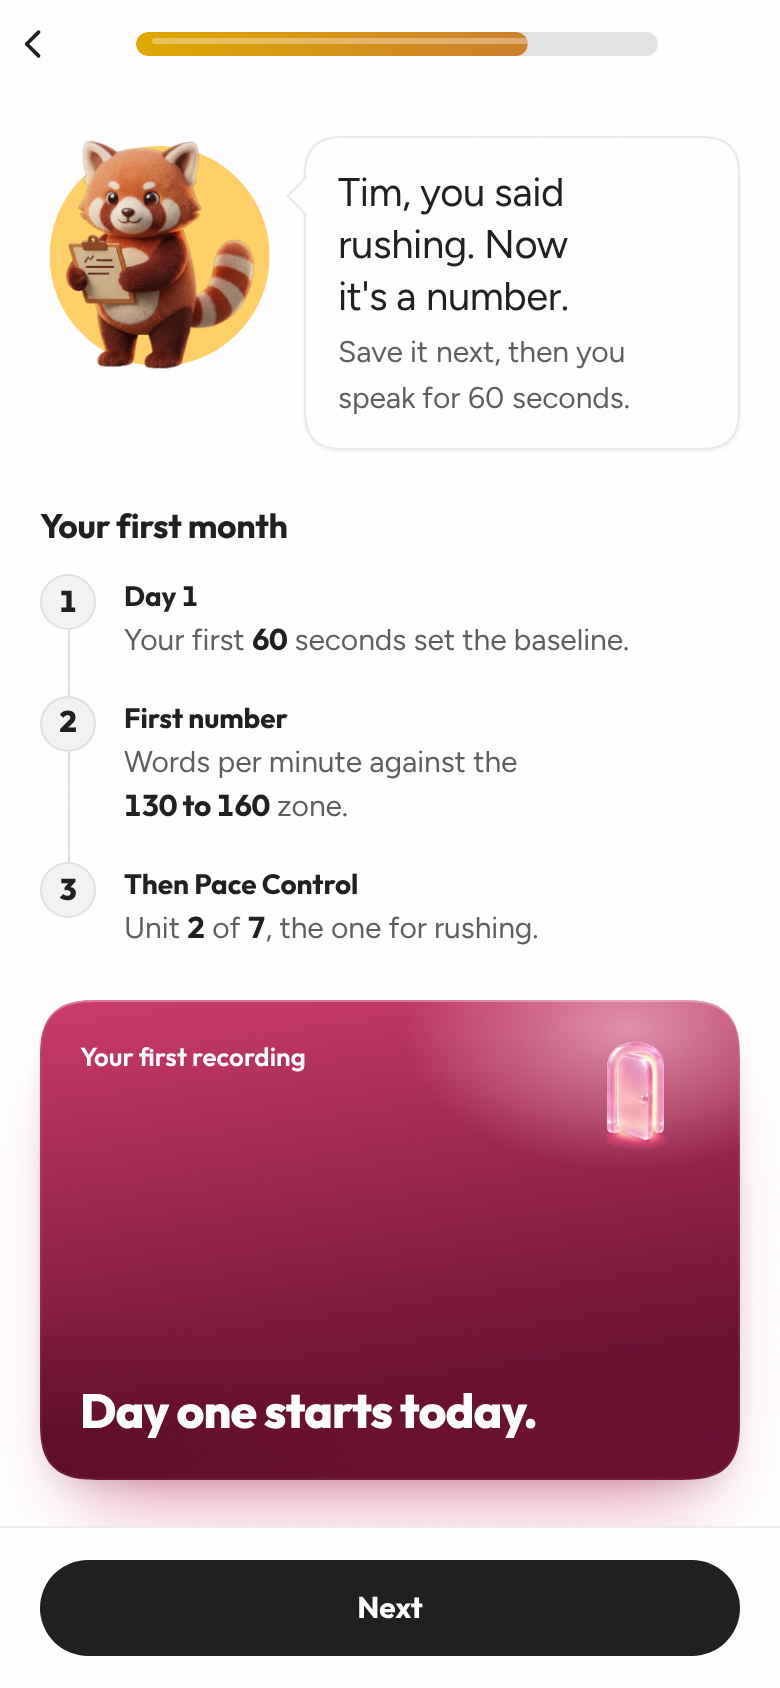 Tim, you said
rushing. Now
it's a number.
Save it next, then you
speak for 60 seconds.
Your first month
1
Day 1
Your first 60 seconds set the baseline.
2
First number
Words per minute against the
130 to 160 zone.
3
Then Pace Control
Unit 2 of 7, the one for rushing.
Your first recording
Day one starts today.
Next